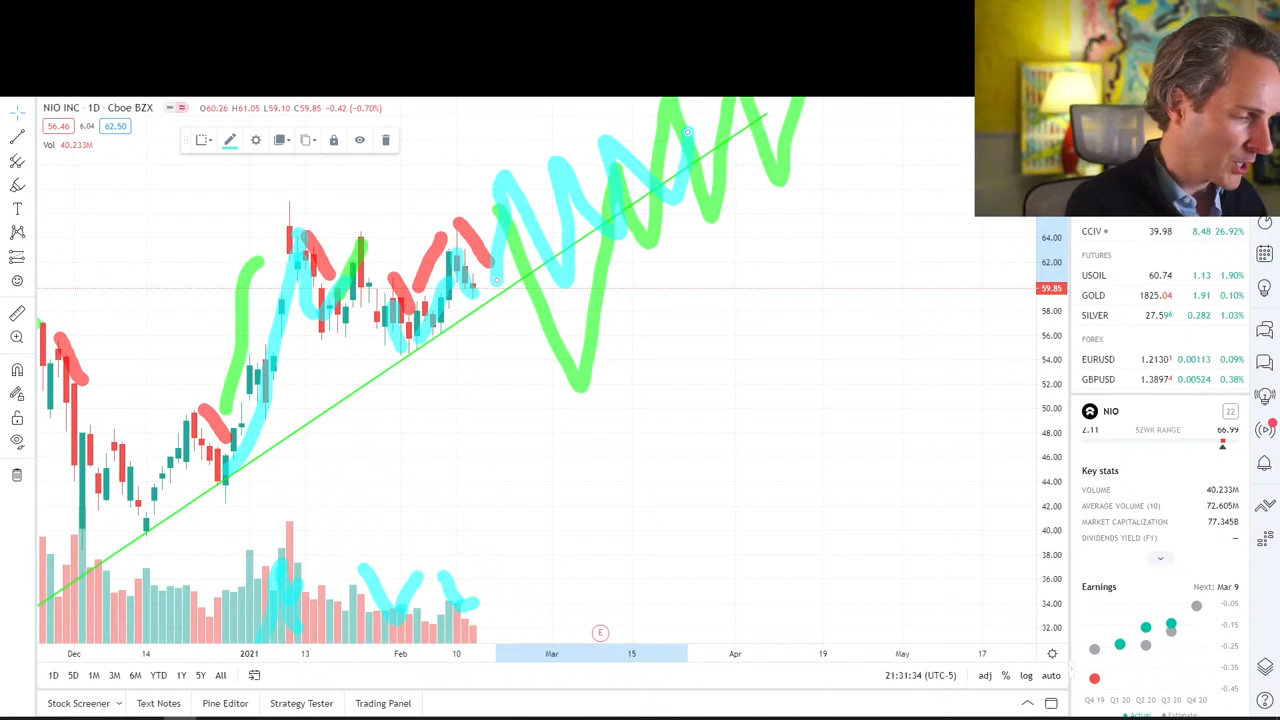 NIO INC · 1D · Cboe BZX
O60.26 H61.05 L59.10 C59.85 −0.42 (−0.70%)
56.46 6.04 62.50
Vol 40.233M
64.00
62.00
59.85
58.00
56.00
54.00
52.00
50.00
48.00
46.00
44.00
42.00
40.00
38.00
36.00
34.00
32.00
E
Dec 14 2021 13 Feb 10 Mar 15 Apr 19 May 17
1D 5D 1M 3M 6M YTD 1Y 5Y All
21:31:34 (UTC-5) adj % log auto
Stock Screener Text Notes Pine Editor Strategy Tester Trading Panel
CCIV 39.98 8.48 26.92%
FUTURES
USOIL 60.74 1.13 1.90%
GOLD 1825.04 1.91 0.10%
SILVER 27.596 0.282 1.03%
FOREX
EURUSD 1.21301 0.00113 0.09%
GBPUSD 1.38974 0.00524 0.38%
NIO 22
2.11 52WK RANGE 66.99
Key stats
VOLUME 40.233M
AVERAGE VOLUME (10) 72.605M
MARKET CAPITALIZATION 77.345B
DIVIDENDS YIELD (FY) —
Earnings Next: Mar 9
-0.05
-0.15
-0.25
-0.35
-0.45
Q4 19 Q1 20 Q2 20 Q3 20 Q4 20
Actual Estimate